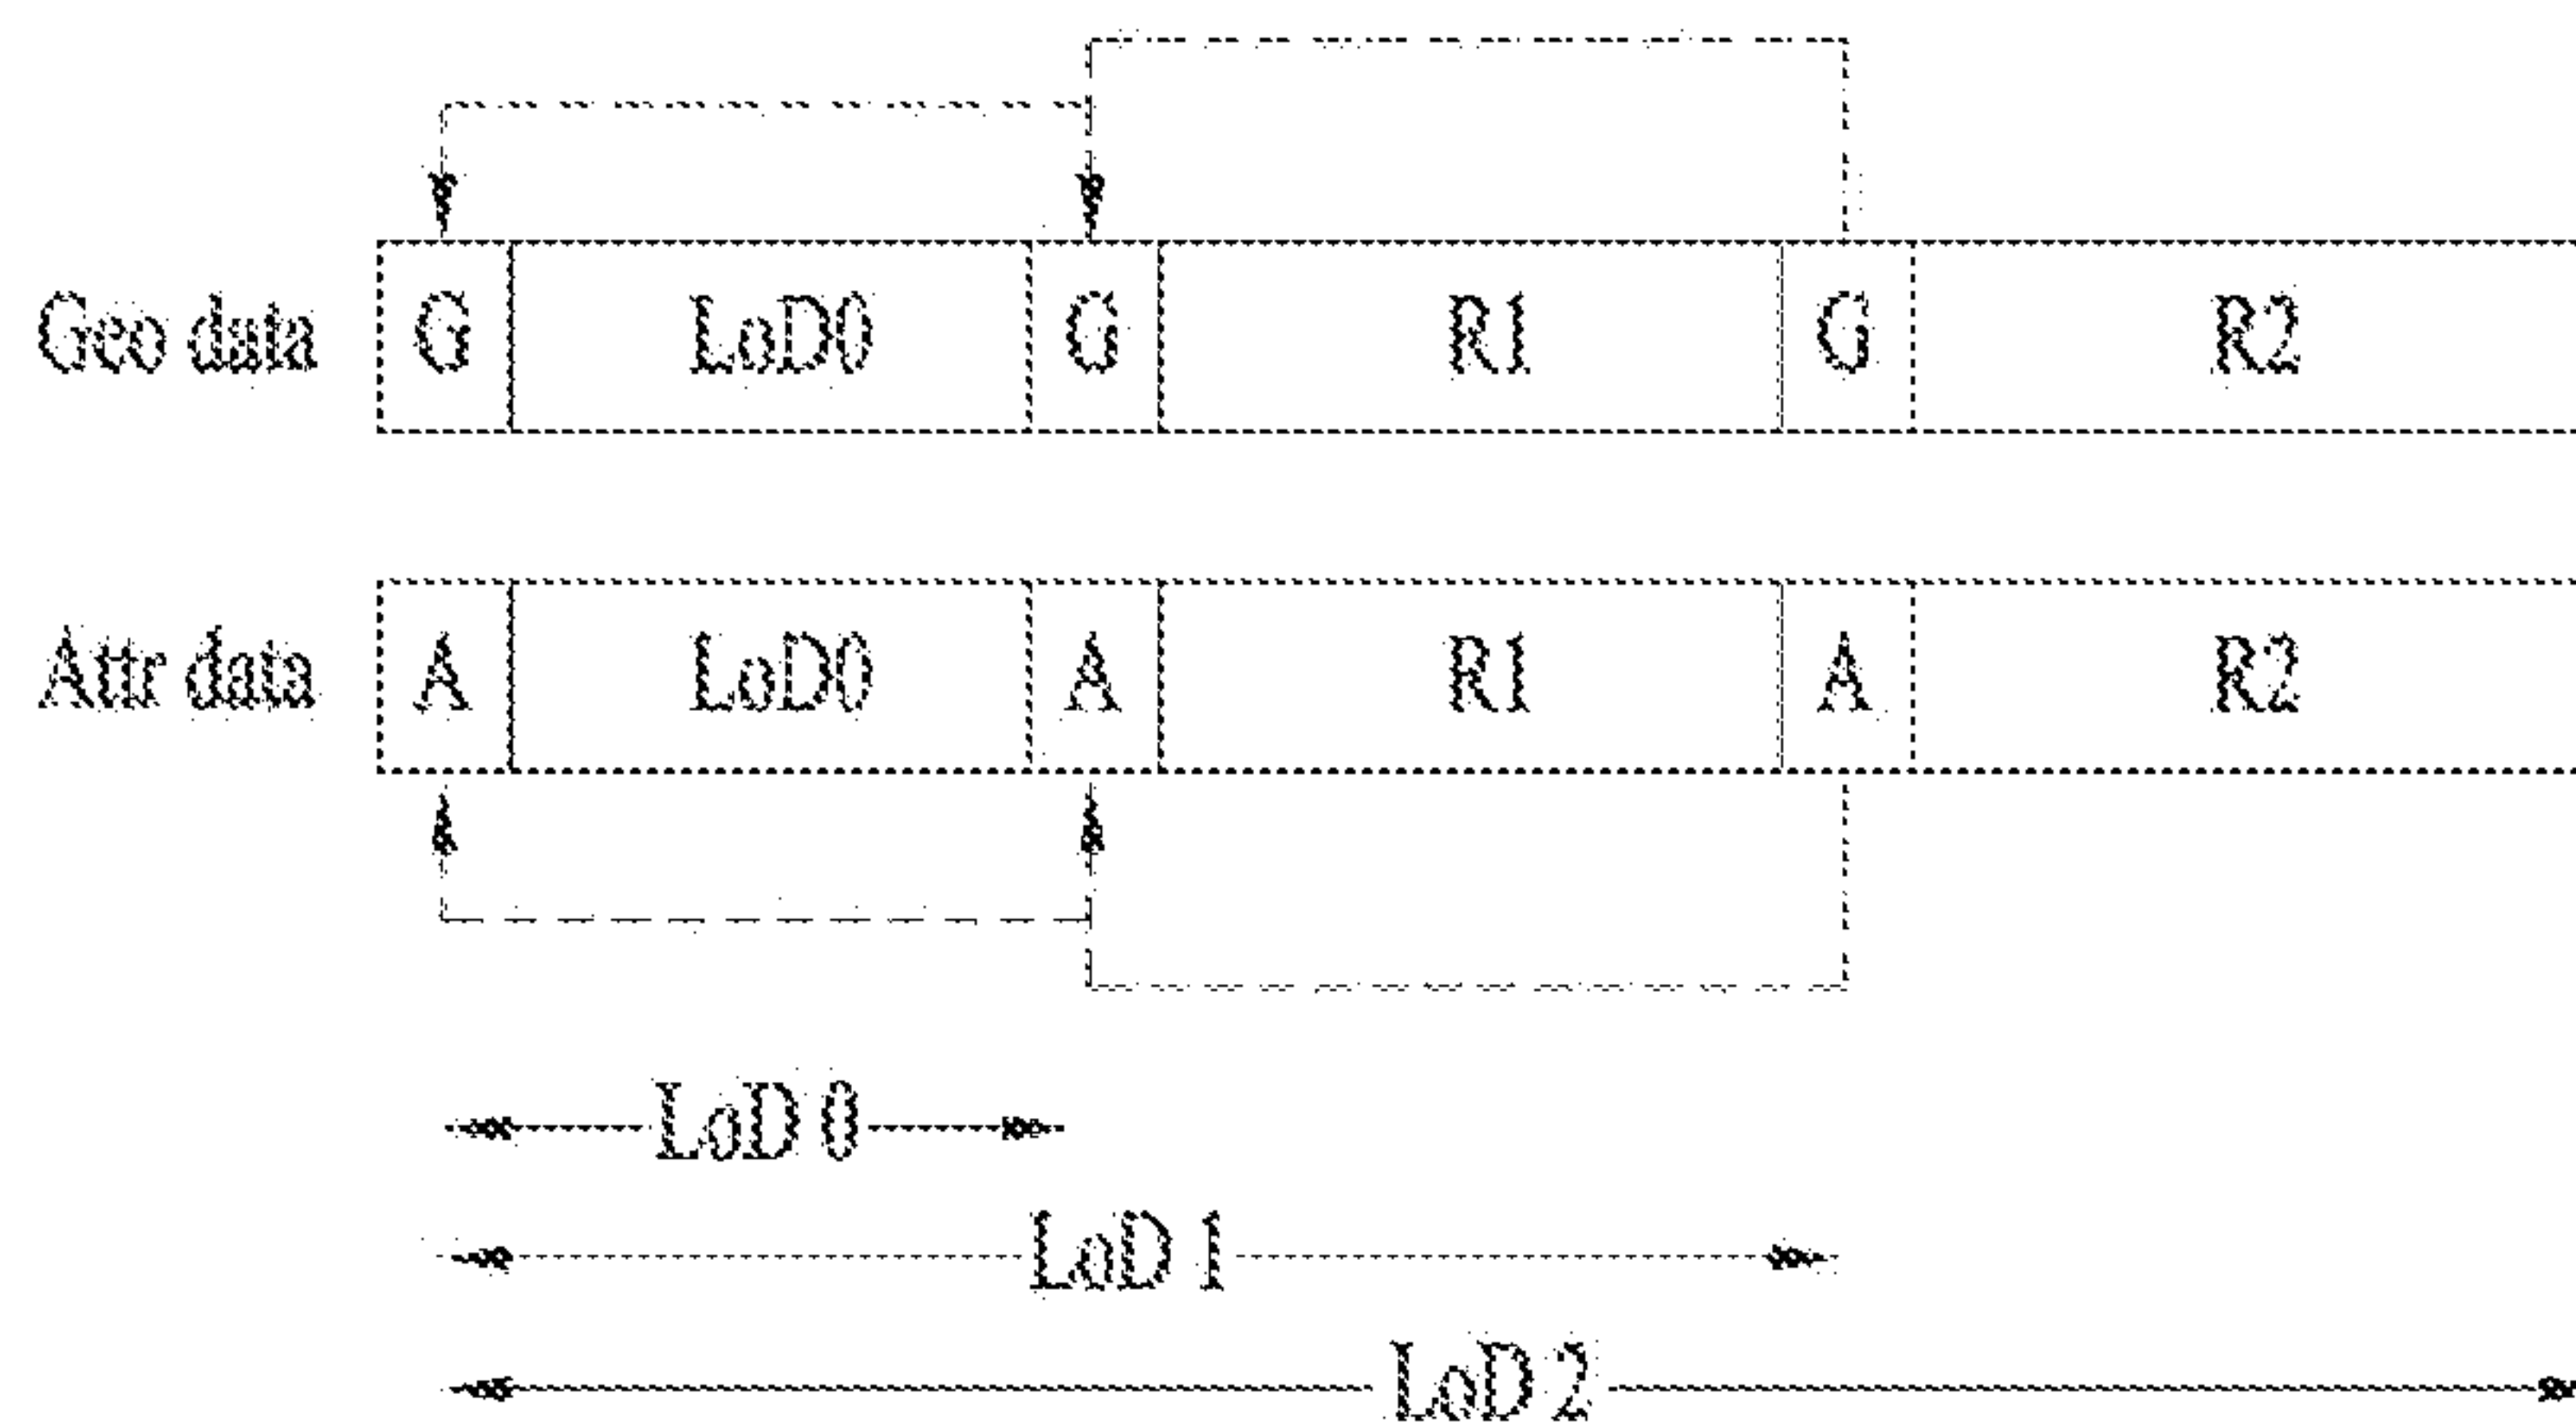 Geo data G LoD0 G R1 G R2
Attr data A LoD0 A R1 A R2
LoD 0
LoD 1
LoD 2